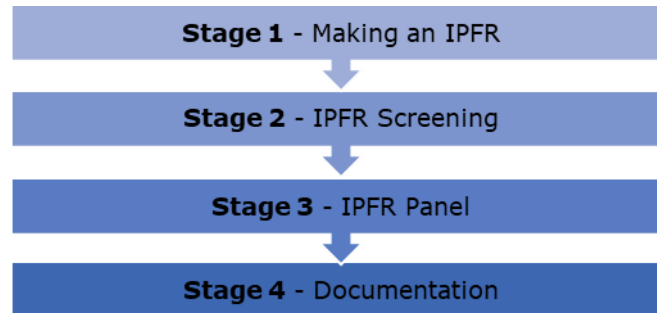 Stage 1 - Making an IPFR
Stage 2 - IPFR Screening
Stage 3 - IPFR Panel
Stage 4 - Documentation